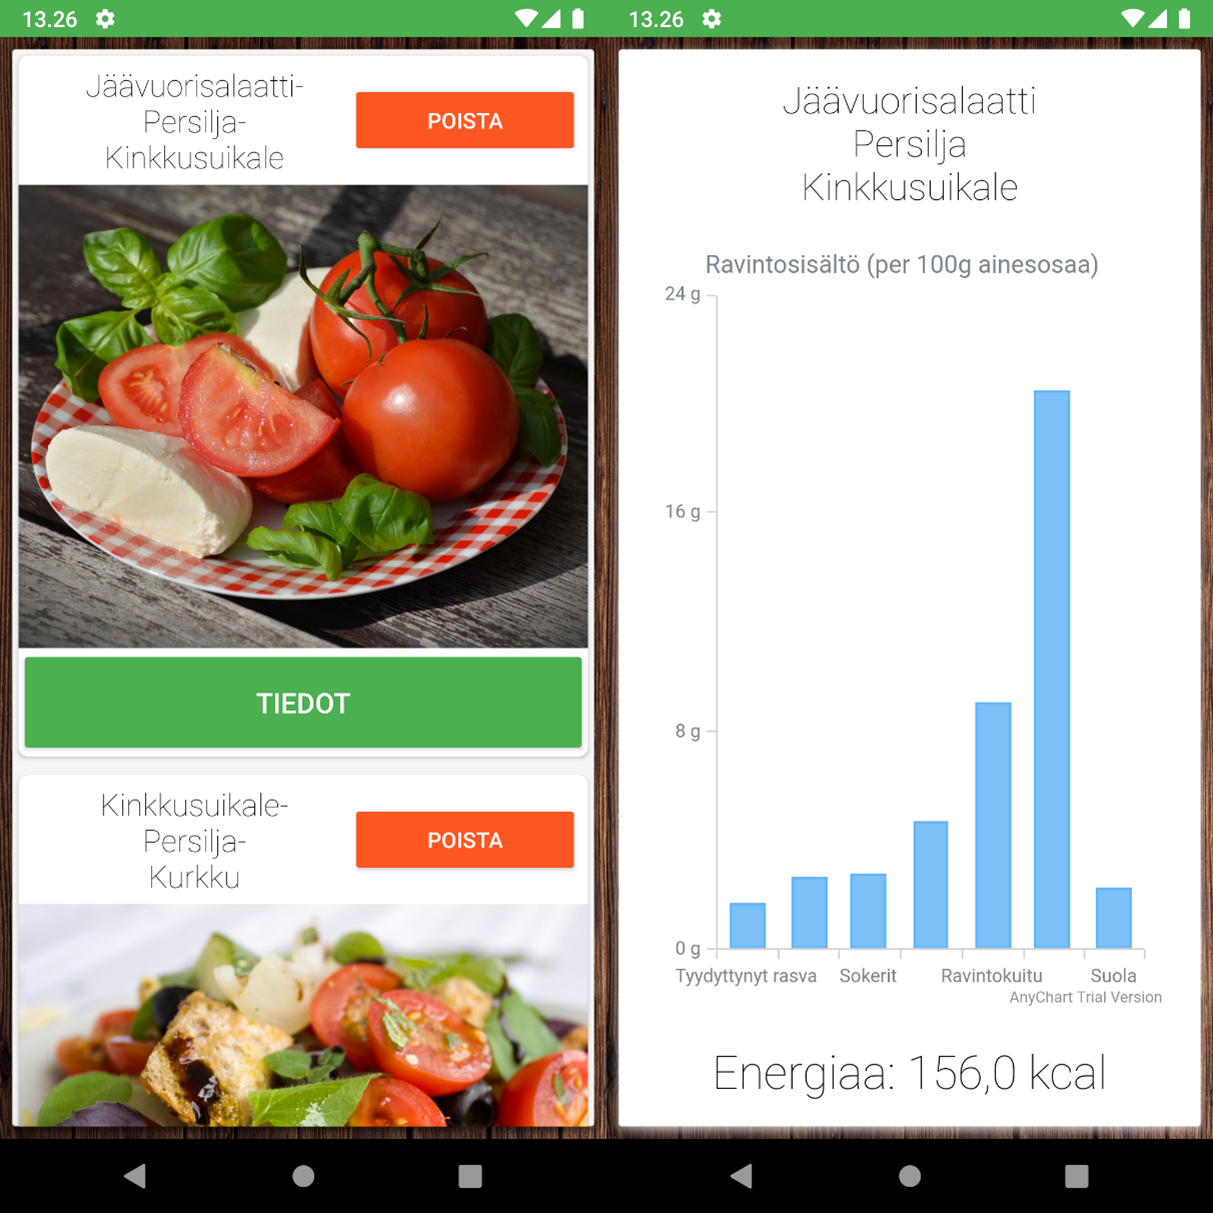 13.26
Jäävuorisalaatti-
Persilja-
Kinkkusuikale
POISTA
TIEDOT
Kinkkusuikale-
Persilja-
Kurkku
POISTA
13.26
Jäävuorisalaatti
Persilja
Kinkkusuikale
Ravintosisältö (per 100g ainesosaa)
24 g
16 g
8 g
0 g
Tyydyttynyt rasva Sokerit Ravintokuitu Suola
AnyChart Trial Version
Energiaa: 156,0 kcal